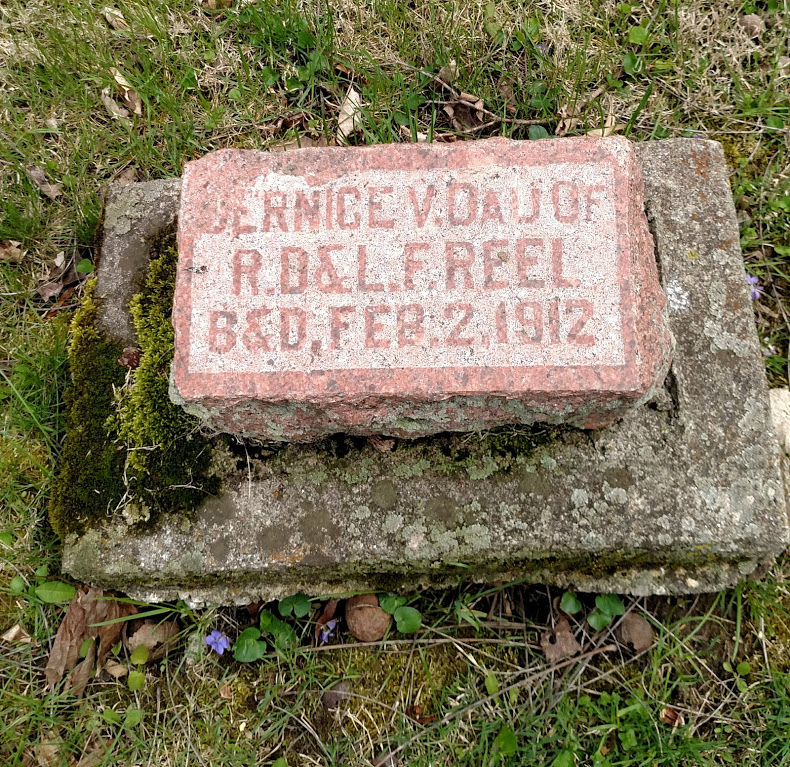 BERNICE V. DAU OF
R.D & L.F. REEL
B & D, FEB. 2, 1912